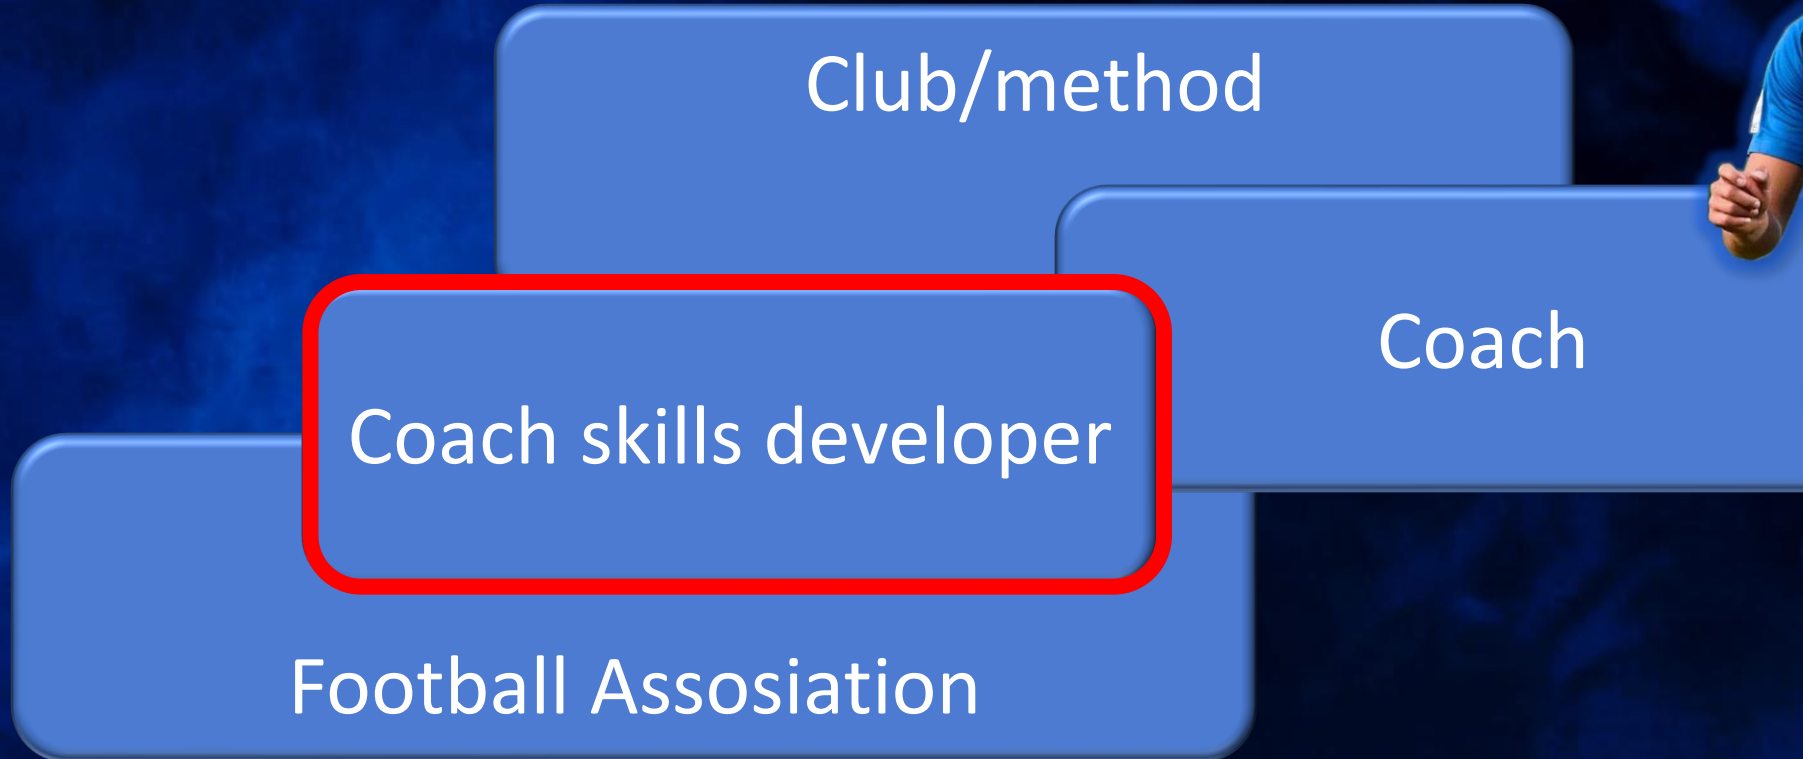 Club/method
Coach
Coach skills developer
Football Assosiation